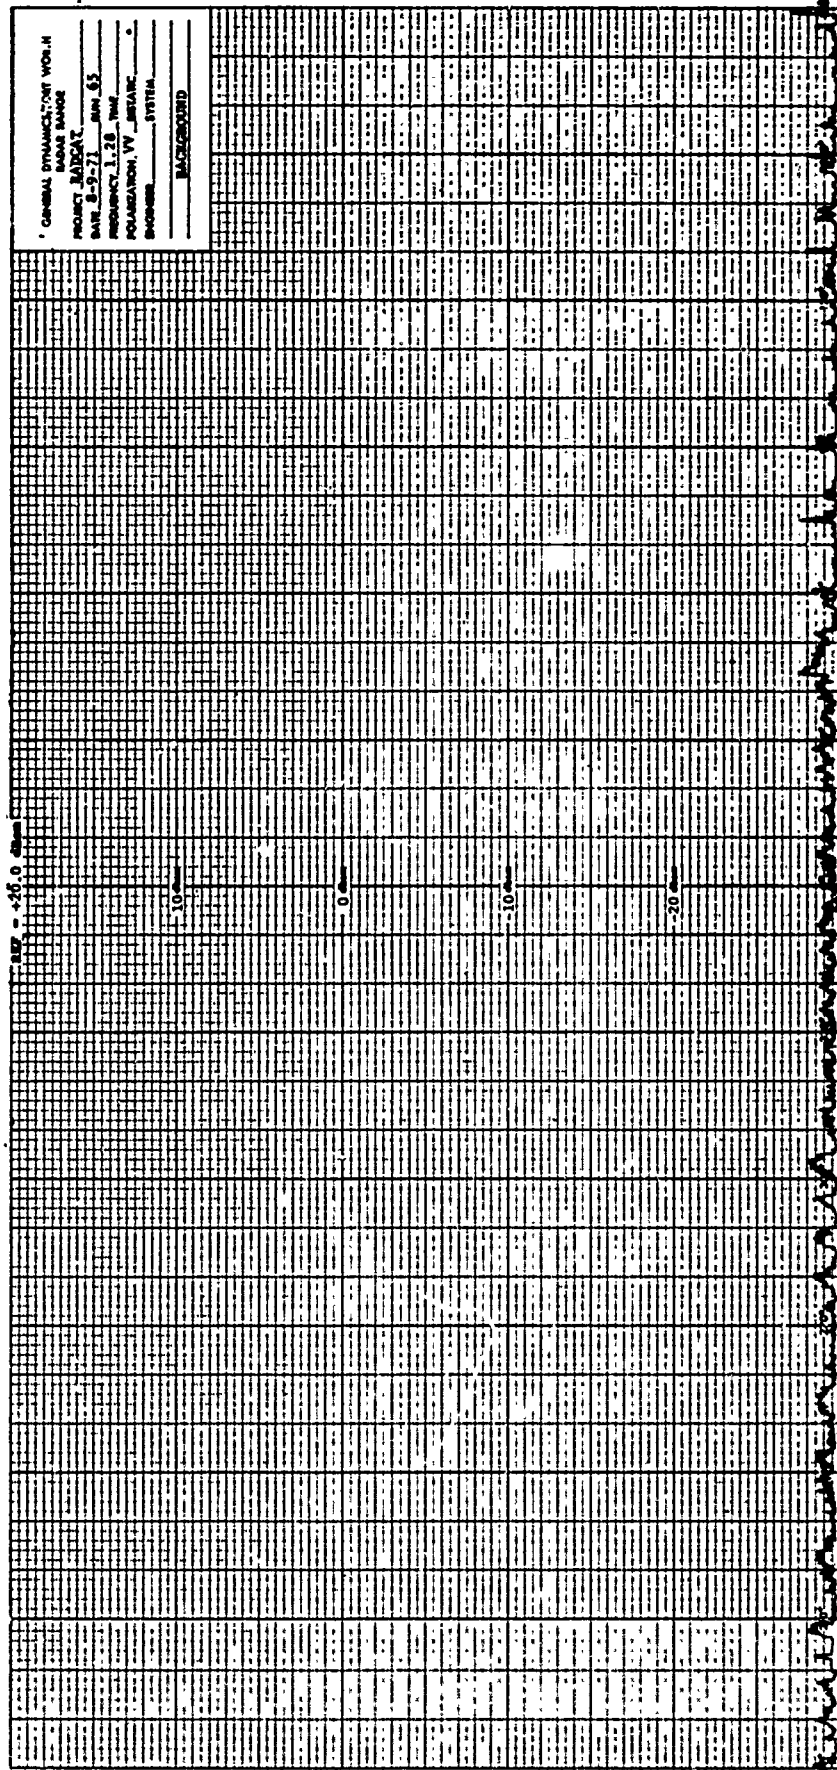 GENERAL DYNAMICS/FORT WORTH
RADAR RANGE
PROJECT RADCAT
DATE 8-9-71 RUN 65
FREQUENCY 1.28 TIME
POLARIZATION VV DISTANCE
ENGINEER SYSTEM
BACKGROUND
REF = +20.0 dBsm
10 dBsm
0 dBsm
-10 dBsm
-20 dBsm